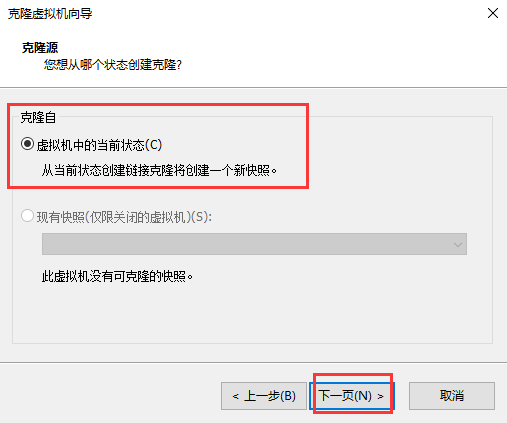 克隆虚拟机向导
克隆源
您想从哪个状态创建克隆?
克隆自
虚拟机中的当前状态(C)
从当前状态创建链接克隆将创建一个新快照。
现有快照(仅限关闭的虚拟机)(S):
此虚拟机没有可克隆的快照。
< 上一步(B) 下一页(N) > 取消